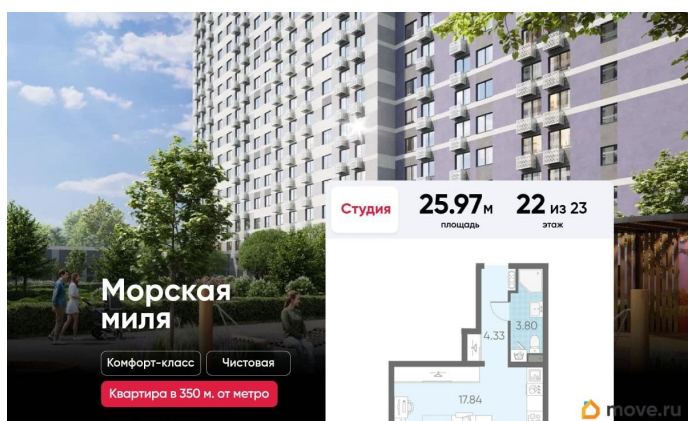 Студия
25.97 м
площадь
22 из 23
этаж
Морская
миля
Комфорт-класс
Чистовая
Квартира в 350 м. от метро
4.33
3.80
17.84
move.ru